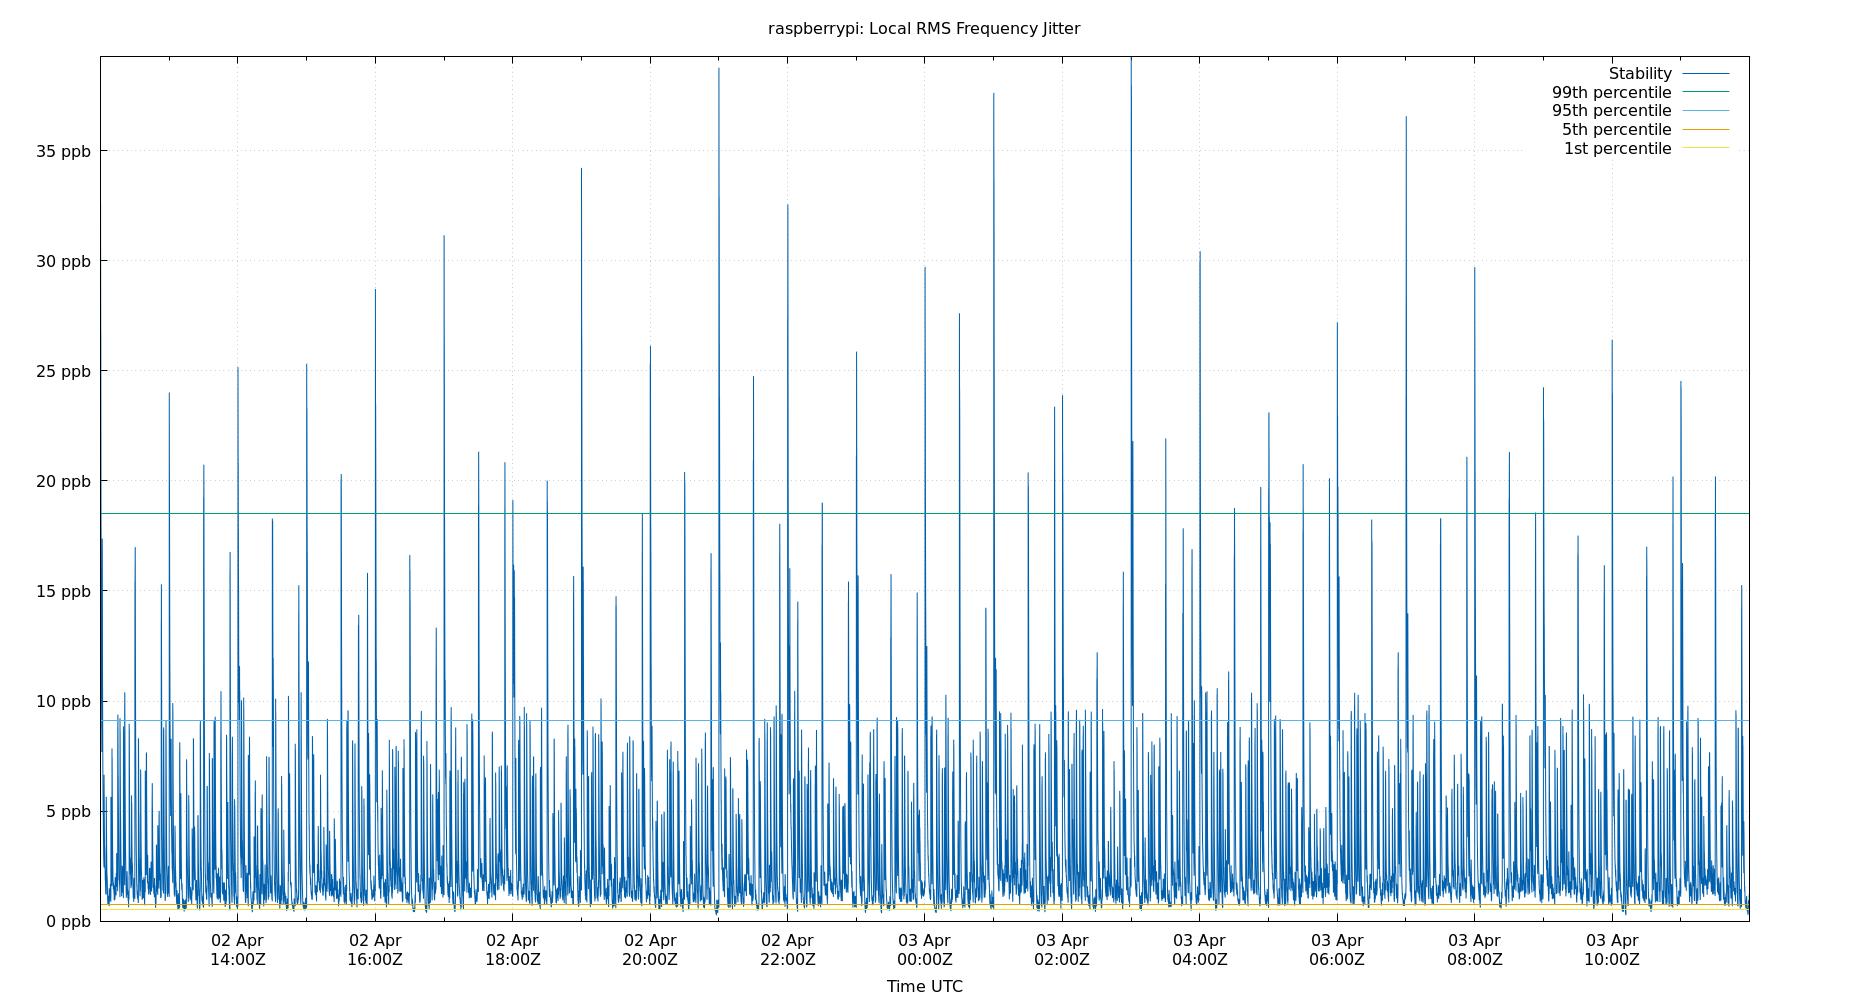 raspberrypi: Local RMS Frequency Jitter
Stability
99th percentile
95th percentile
5th percentile
1st percentile
35 ppb
30 ppb
25 ppb
20 ppb
15 ppb
10 ppb
5 ppb
0 ppb
02 Apr 02 Apr 02 Apr 02 Apr 02 Apr 03 Apr 03 Apr 03 Apr 03 Apr 03 Apr 03 Apr
14:00Z 16:00Z 18:00Z 20:00Z 22:00Z 00:00Z 02:00Z 04:00Z 06:00Z 08:00Z 10:00Z
Time UTC